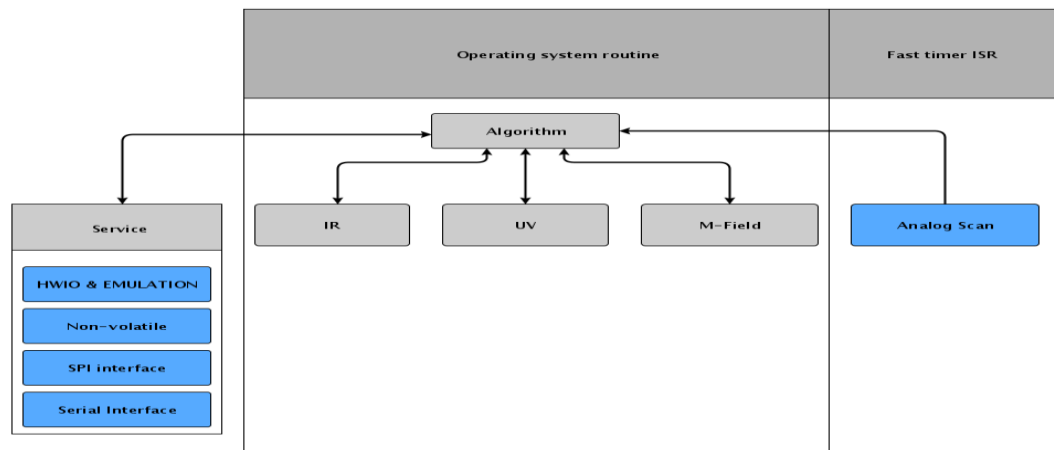 Operating system routine
Fast timer ISR
Algorithm
Service
IR
UV
M-Field
Analog Scan
HWIO & EMULATION
Non-volatile
SPI interface
Serial Interface